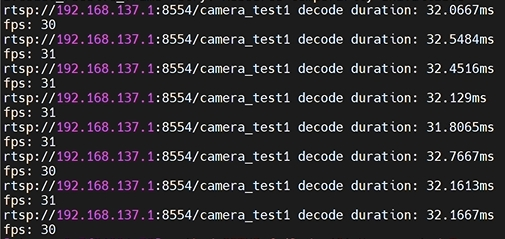 rtsp://192.168.137.1:8554/camera_test1 decode duration: 32.0667ms
fps: 30
rtsp://192.168.137.1:8554/camera_test1 decode duration: 32.5484ms
fps: 31
rtsp://192.168.137.1:8554/camera_test1 decode duration: 32.4516ms
fps: 31
rtsp://192.168.137.1:8554/camera_test1 decode duration: 32.129ms
fps: 31
rtsp://192.168.137.1:8554/camera_test1 decode duration: 31.8065ms
fps: 31
rtsp://192.168.137.1:8554/camera_test1 decode duration: 32.7667ms
fps: 30
rtsp://192.168.137.1:8554/camera_test1 decode duration: 32.1613ms
fps: 31
rtsp://192.168.137.1:8554/camera_test1 decode duration: 32.1667ms
fps: 30